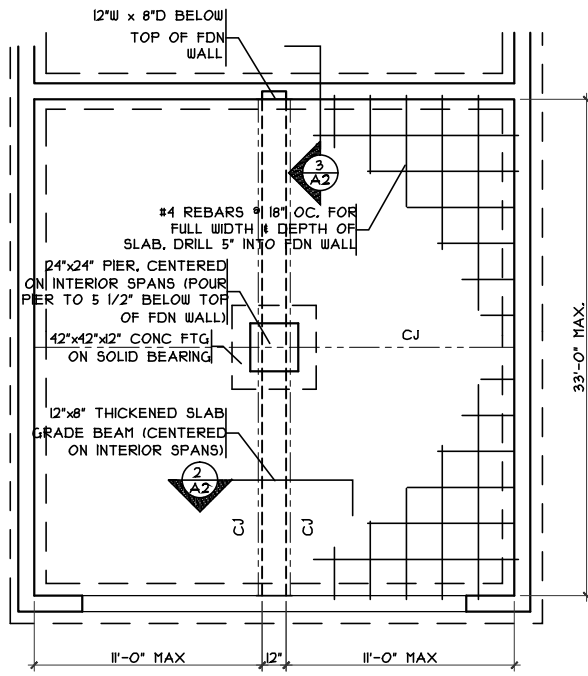 12"W x 8"D BELOW
TOP OF FDN
WALL
3
A2
#4 REBARS @ 18" OC. FOR
FULL WIDTH & DEPTH OF
SLAB. DRILL 5" INTO FDN WALL
24"x24" PIER, CENTERED
ON INTERIOR SPANS (POUR
PIER TO 5 1/2" BELOW TOP
OF FDN WALL)
42"x42"x12" CONC FTG
ON SOLID BEARING
CJ
33'-0" MAX.
12"x8" THICKENED SLAB
GRADE BEAM (CENTERED
ON INTERIOR SPANS)
2
A2
CJ
CJ
11'-0" MAX
12"
11'-0" MAX